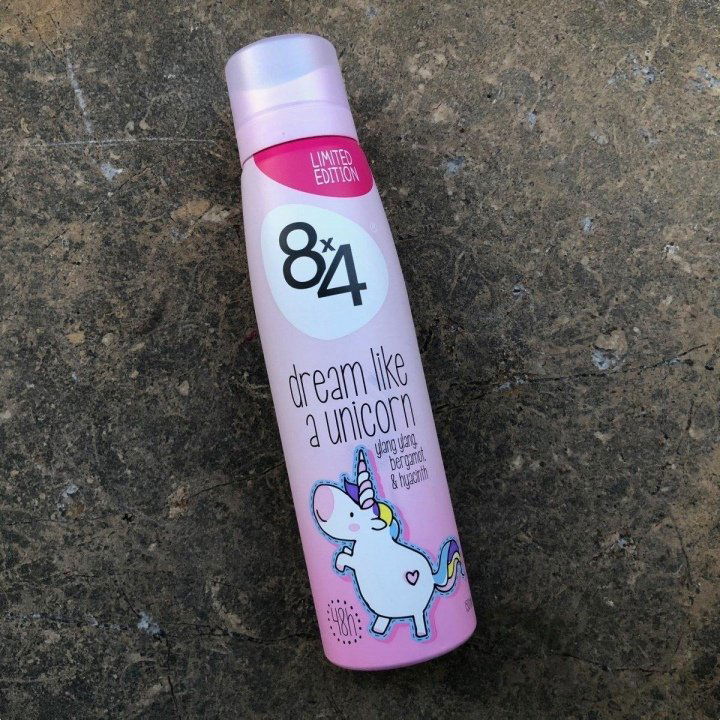 LIMITED
EDITION
8x4
®
dream like
a unicorn
ylang ylang,
bergamot
& hyacinth
48h